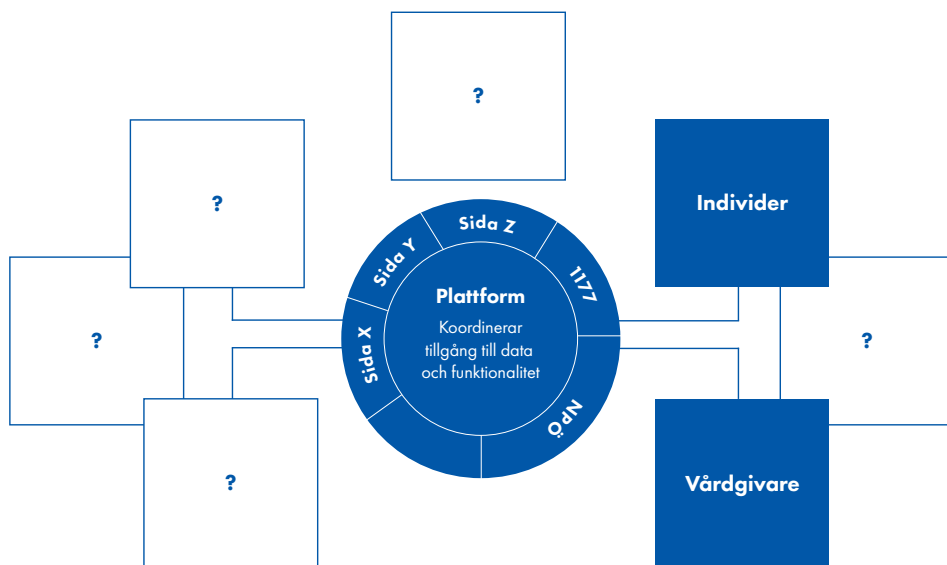 ?
?
Individer
Sida Z
Sida Y
1177
Plattform
Koordinerar
tillgång till data
och funktionalitet
?
?
Sida X
NPÖ
?
Vårdgivare